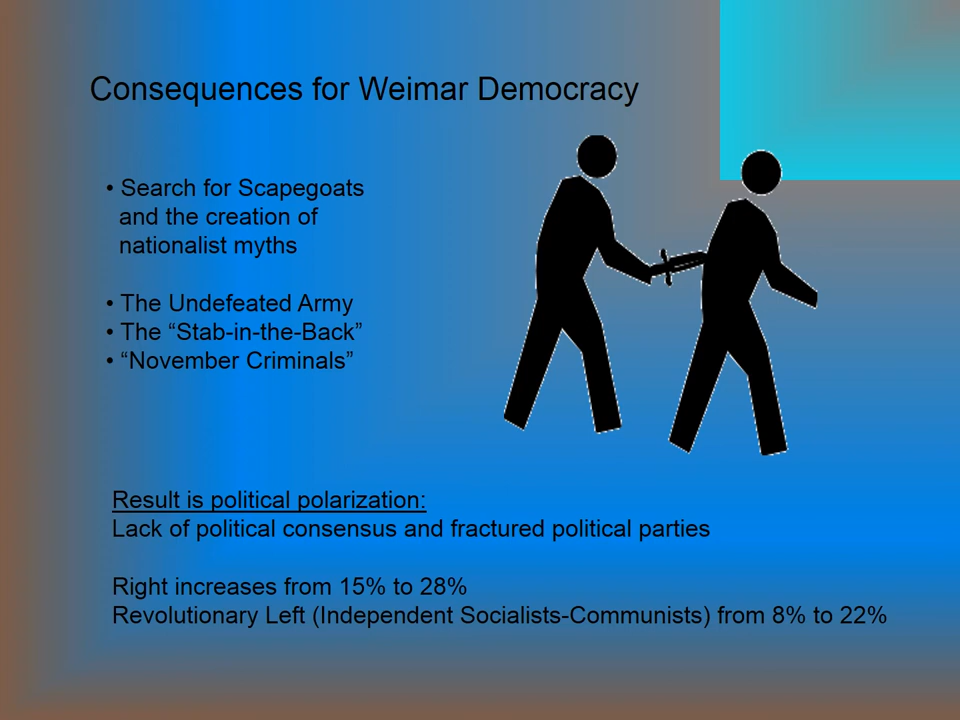 Consequences for Weimar Democracy
• Search for Scapegoats
and the creation of
nationalist myths
• The Undefeated Army
• The “Stab-in-the-Back”
• “November Criminals”
Result is political polarization:
Lack of political consensus and fractured political parties
Right increases from 15% to 28%
Revolutionary Left (Independent Socialists-Communists) from 8% to 22%